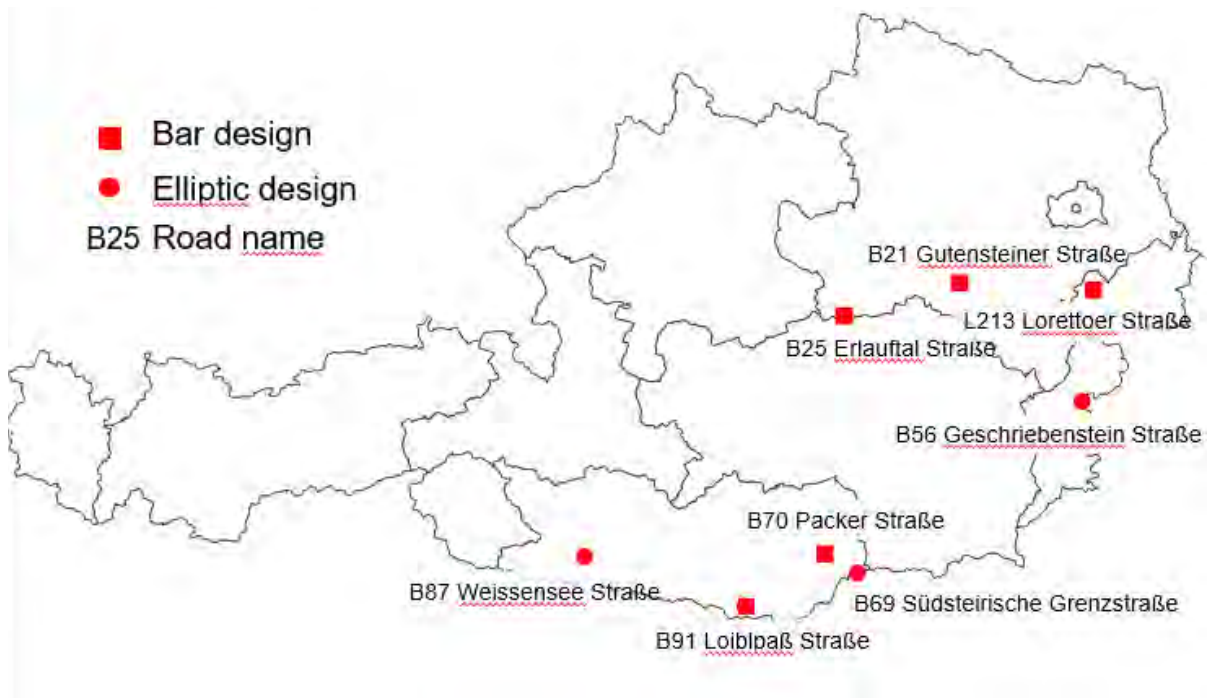 Bar design
Elliptic design
B25 Road name
B21 Gutensteiner Straße
L213 Lorettoer Straße
B25 Erlauftal Straße
B56 Geschriebenstein Straße
B70 Packer Straße
B87 Weissensee Straße
B69 Südsteirische Grenzstraße
B91 Loiblpaß Straße